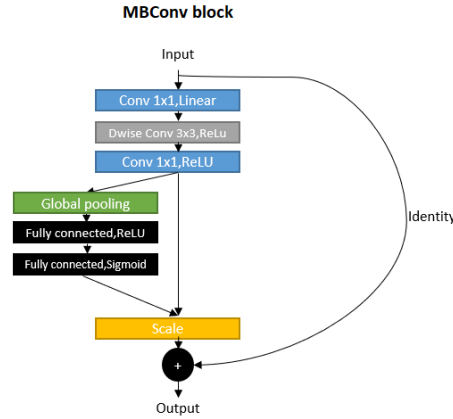 MBConv block
Input
Conv 1x1,Linear
Dwise Conv 3x3,ReLu
Conv 1x1,ReLU
Global pooling
Fully connected,ReLU
Identity
Fully connected,Sigmoid
Scale
+
Output